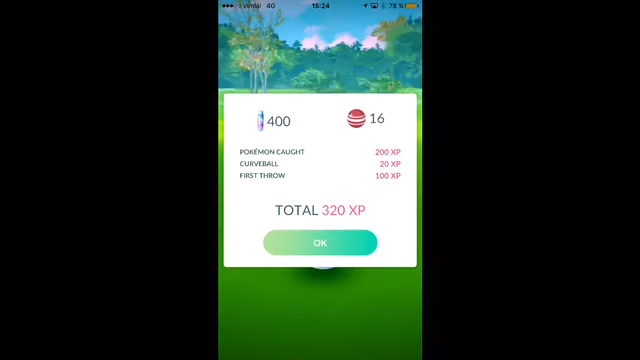 4G 15:24 78 %
400 16
POKÉMON CAUGHT 200 XP
CURVEBALL 20 XP
FIRST THROW 100 XP
TOTAL 320 XP
OK